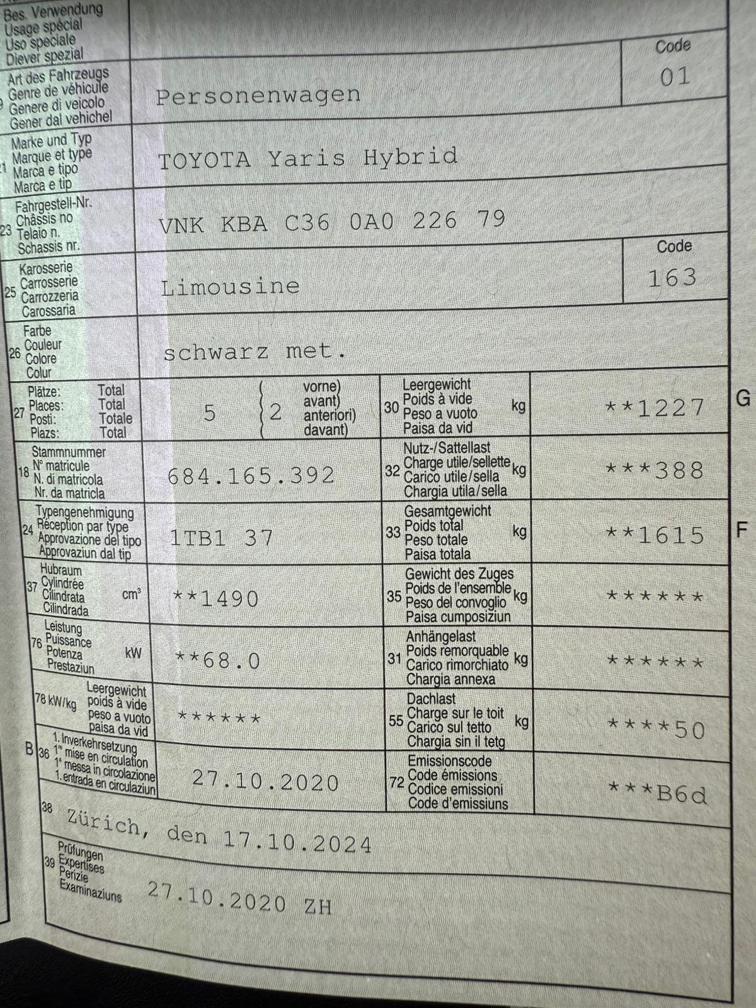 Bes. Verwendung
Usage spécial
Uso speciale
Diever spezial
Art des Fahrzeugs
Genre de véhicule
Genere di veicolo
Gener dal vehichel
Personenwagen
Code
01
Marke und Typ
Marque et type
Marca e tipo
Marca e tip
TOYOTA Yaris Hybrid
23
Fahrgestell-Nr.
Châssis no
Telaio n.
Schassis nr.
VNK KBA C36 0A0 226 79
25
Karosserie
Carrosserie
Carrozzeria
Carossaria
Limousine
Code
163
26
Farbe
Couleur
Colore
Colur
schwarz met.
27
Plätze: Total
Places: Total
Posti: Totale
Plazs: Total
5 ( 2
vorne)
avant)
anteriori)
davant)
30
Leergewicht
Poids à vide
Peso a vuoto
Paisa da vid
kg
**1227
G
18
Stammnummer
N° matricule
N. di matricola
Nr. da matricla
684.165.392
32
Nutz-/Sattellast
Charge utile/sellette
Carico utile/sella
Chargia utila/sella
kg
***388
24
Typengenehmigung
Réception par type
Approvazione del tipo
Approvaziun dal tip
1TB1 37
33
Gesamtgewicht
Poids total
Peso totale
Paisa totala
kg
**1615
F
37
Hubraum
Cylindrée
Cilindrata
Cilindrada
cm³
**1490
35
Gewicht des Zuges
Poids de l'ensemble
Peso del convoglio
Paisa cumposiziun
kg
******
76
Leistung
Puissance
Potenza
Prestaziun
kW
**68.0
31
Anhängelast
Poids remorquable
Carico rimorchiato
Chargia annexa
kg
******
78 kW/kg
Leergewicht
poids à vide
peso a vuoto
paisa da vid
******
55
Dachlast
Charge sur le toit
Carico sul tetto
Chargia sin il tetg
kg
****50
B
36
1. Inverkehrsetzung
1re mise en circulation
1a messa in circolazione
1. entrada en circulaziun
27.10.2020
72
Emissionscode
Code émissions
Codice emissioni
Code d'emissiuns
***B6d
38
Zürich, den 17.10.2024
39
Prüfungen
Expertises
Perizie
Examinaziuns
27.10.2020 ZH